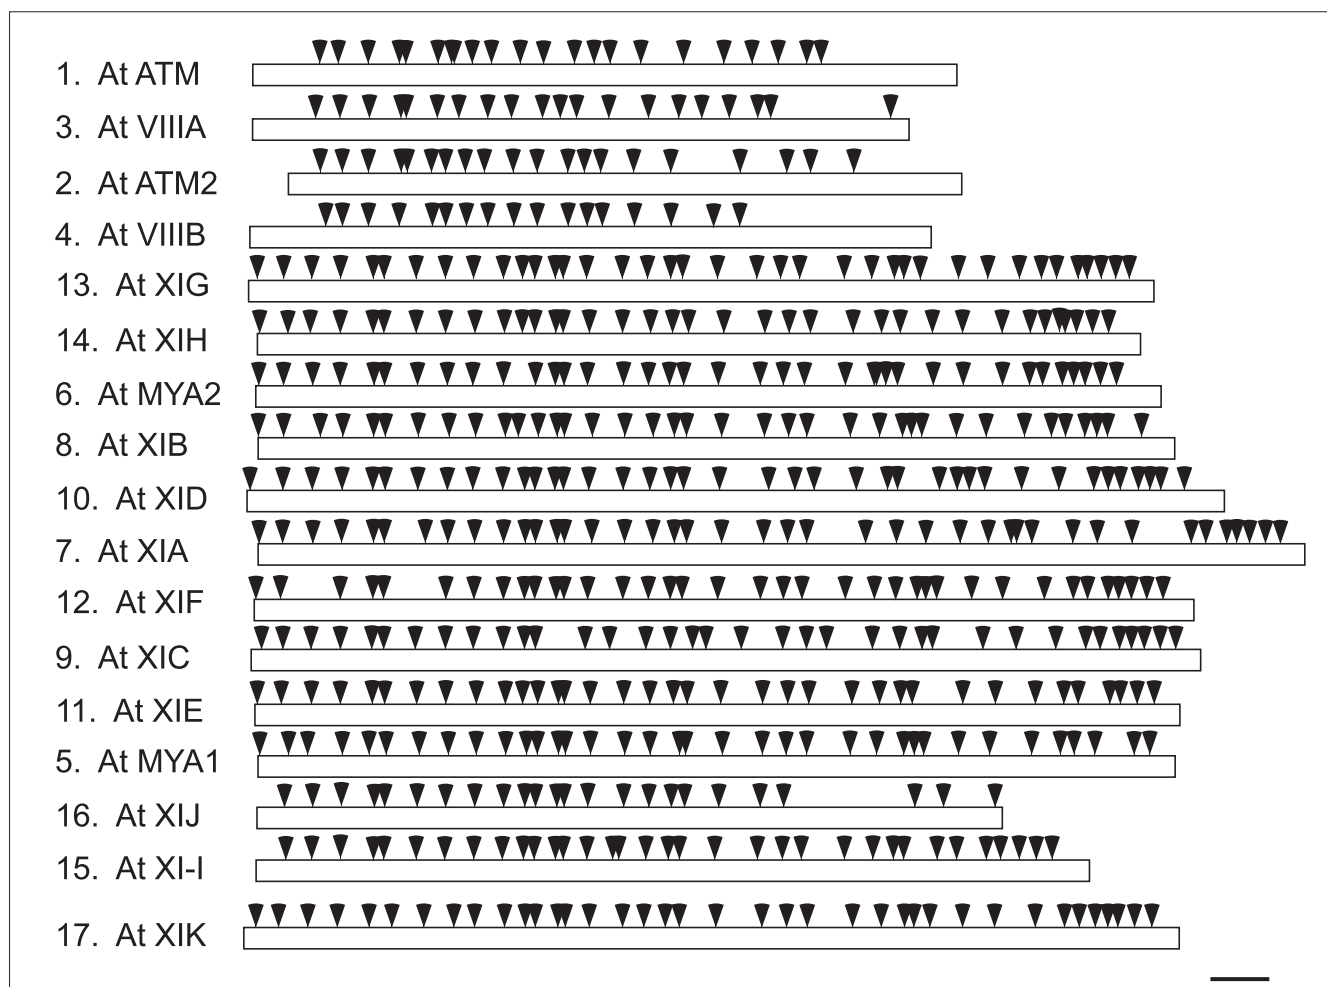 1. At ATM
3. At VIIIA
2. At ATM2
4. At VIIIB
13. At XIG
14. At XIH
6. At MYA2
8. At XIB
10. At XID
7. At XIA
12. At XIF
9. At XIC
11. At XIE
5. At MYA1
16. At XIJ
15. At XI-I
17. At XIK